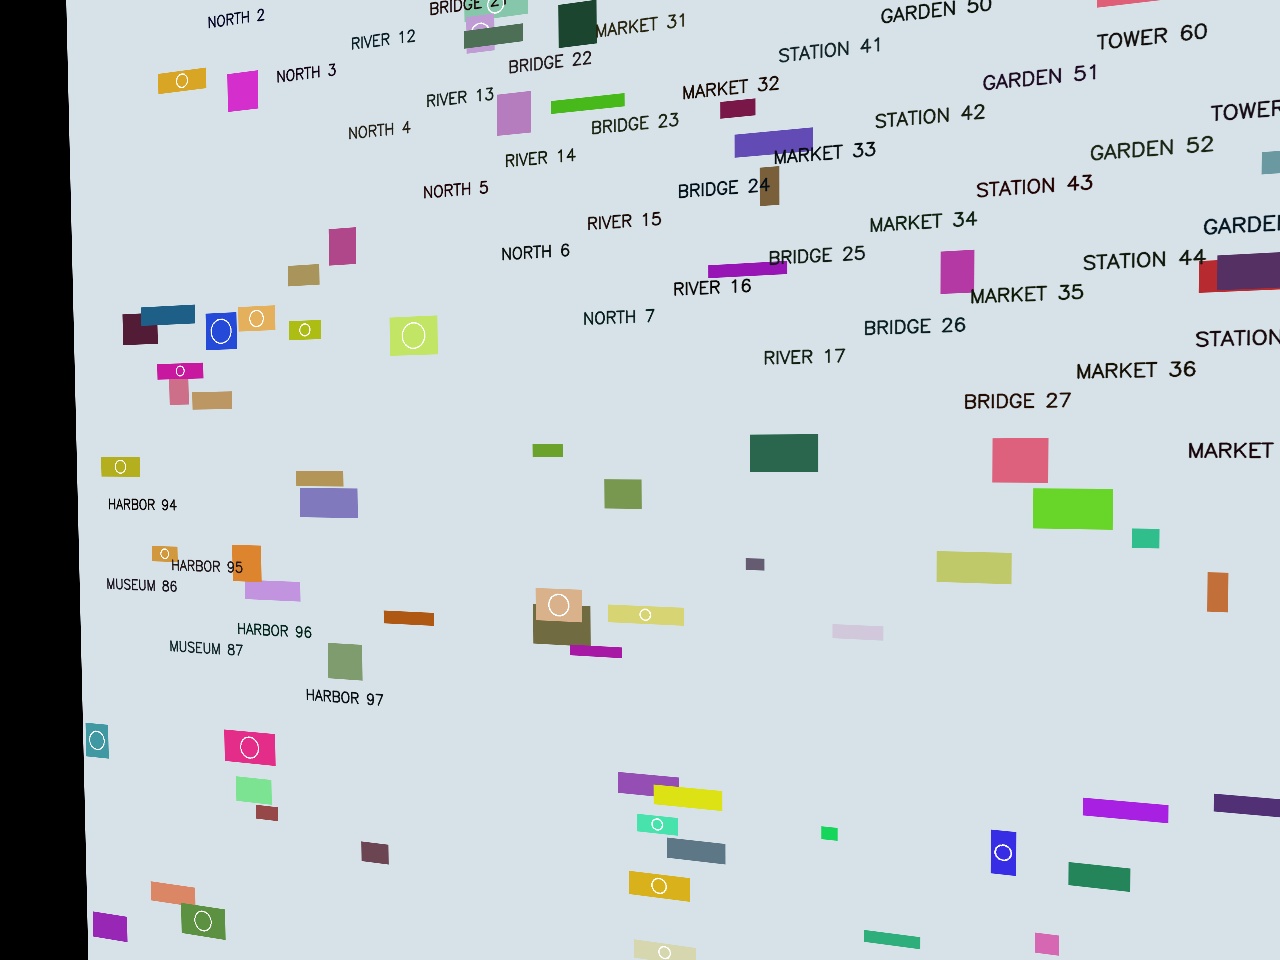 NORTH 2
BRIDGE 21
GARDEN 50
MARKET 31
RIVER 12
TOWER 60
STATION 41
BRIDGE 22
NORTH 3
GARDEN 51
MARKET 32
RIVER 13
TOWER
STATION 42
BRIDGE 23
NORTH 4
GARDEN 52
MARKET 33
RIVER 14
STATION 43
BRIDGE 24
NORTH 5
MARKET 34
RIVER 15
NORTH 6
BRIDGE 25
STATION 44
RIVER 16
MARKET 35
NORTH 7
BRIDGE 26
STATION
RIVER 17
MARKET 36
BRIDGE 27
MARKET
HARBOR 94
HARBOR 95
MUSEUM 86
HARBOR 96
MUSEUM 87
HARBOR 97